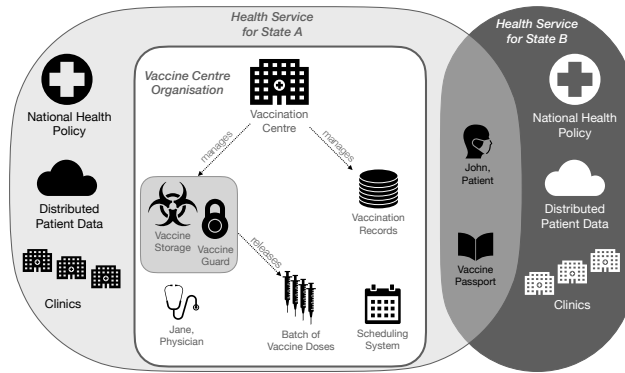 Health Service
for State A
Health Service
for State B
Vaccine Centre
Organisation
Vaccination
Centre
National Health
Policy
National Health
Policy
manages
manages
John,
Patient
Distributed
Patient Data
Vaccine
Storage
Vaccine
Guard
Vaccination
Records
Distributed
Patient Data
releases
Vaccine
Passport
Clinics
Clinics
Jane,
Physician
Batch of
Vaccine Doses
Scheduling
System